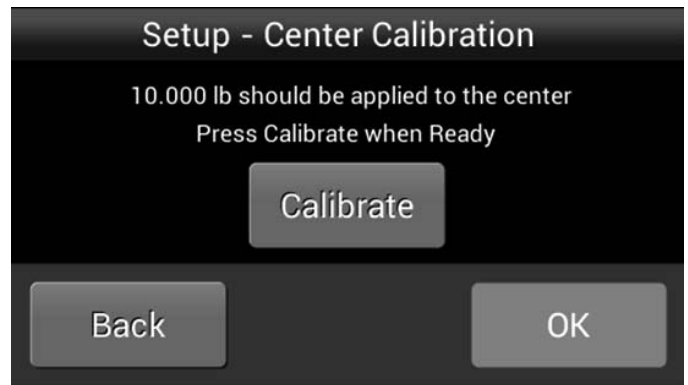 Setup - Center Calibration
10.000 lb should be applied to the center
Press Calibrate when Ready
Calibrate
Back
OK